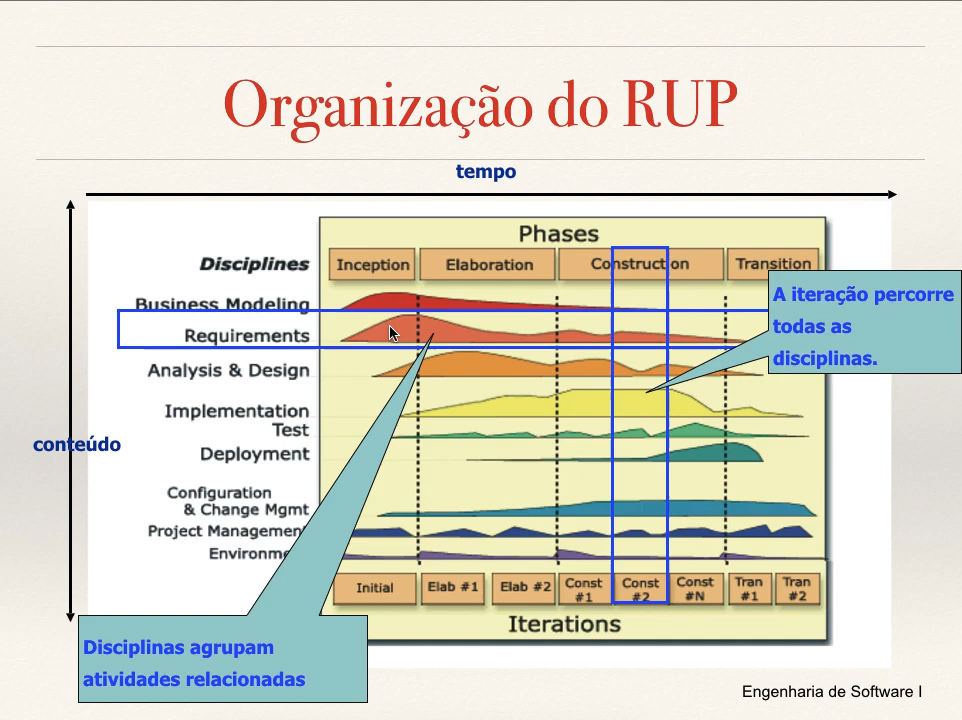 Organização do RUP
tempo
Phases
Disciplines
Inception
Elaboration
Construction
Transition
A iteração percorre
todas as
disciplinas.
Business Modeling
Requirements
Analysis & Design
Implementation
Test
conteúdo
Deployment
Configuration
& Change Mgmt
Project Management
Environme
Initial
Elab #1
Elab #2
Const
#1
Const
#2
Const
#N
Tran
#1
Tran
#2
Iterations
Disciplinas agrupam
atividades relacionadas
Engenharia de Software I